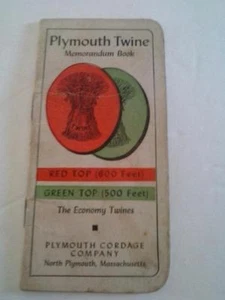 Plymouth Twine
Memorandum Book
RED TOP (600 Feet)
GREEN TOP (500 Feet)
The Economy Twines
PLYMOUTH CORDAGE
COMPANY
North Plymouth, Massachusetts